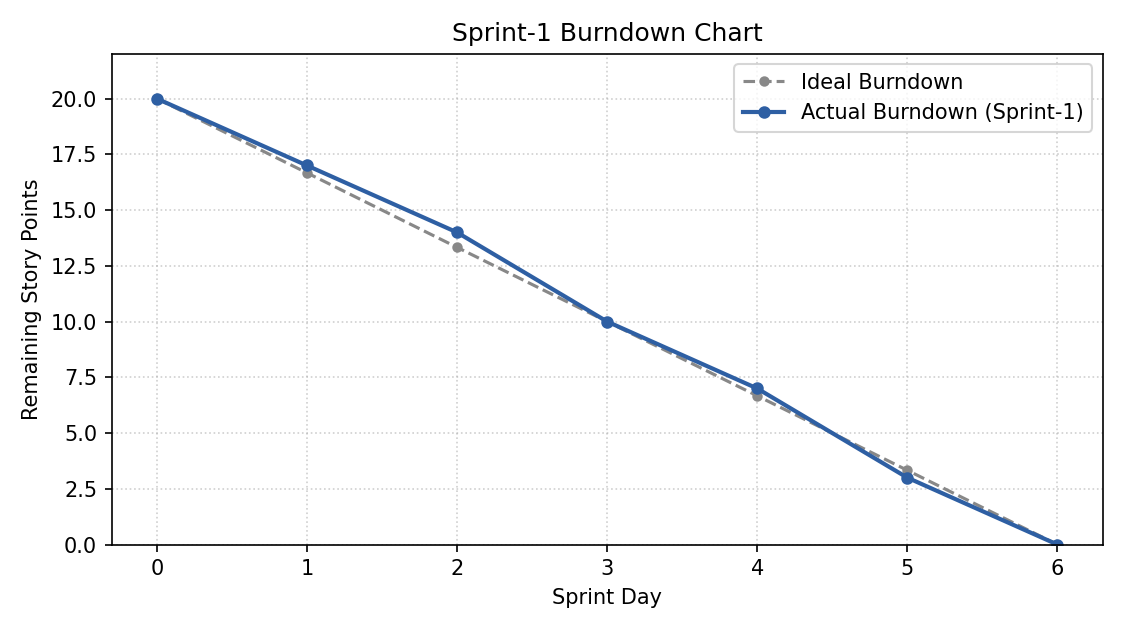 Sprint-1 Burndown Chart
Ideal Burndown
Actual Burndown (Sprint-1)
Remaining Story Points
20.0
17.5
15.0
12.5
10.0
7.5
5.0
2.5
0.0
0 1 2 3 4 5 6
Sprint Day